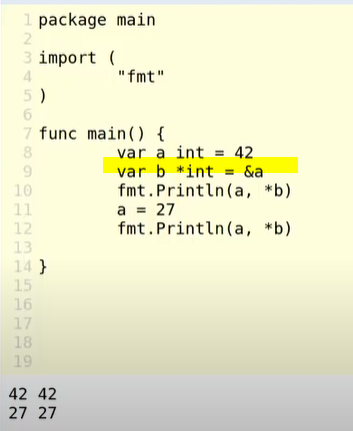 1 package main
2
3 import (
4 "fmt"
5 )
6
7 func main() {
8 var a int = 42
9 var b *int = &a
10 fmt.Println(a, *b)
11 a = 27
12 fmt.Println(a, *b)
13
14 }
15
16
17
18
19
42 42
27 27